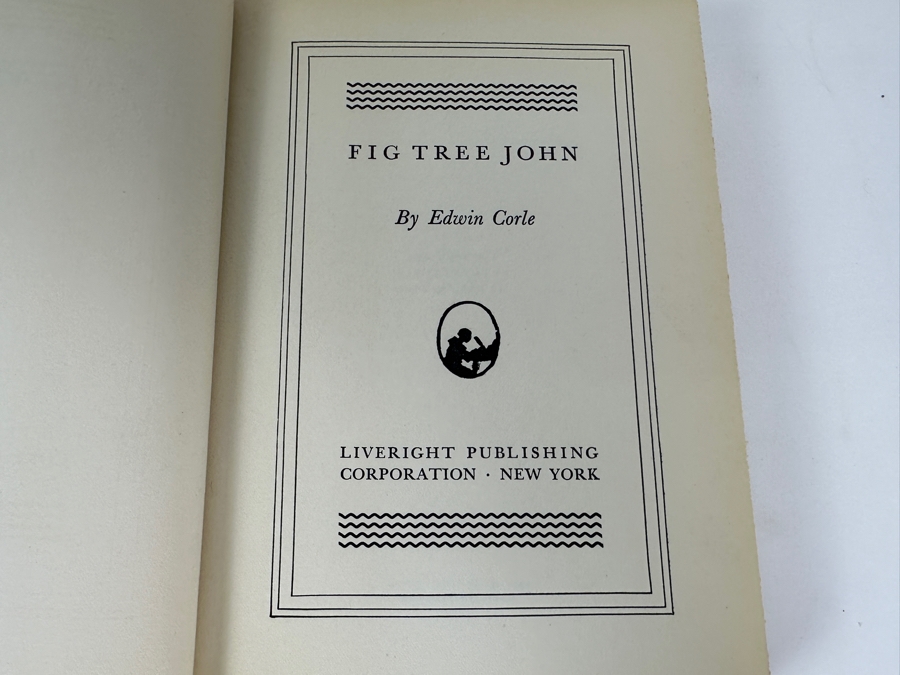 FIG TREE JOHN
By Edwin Corle
LIVERIGHT PUBLISHING
CORPORATION · NEW YORK